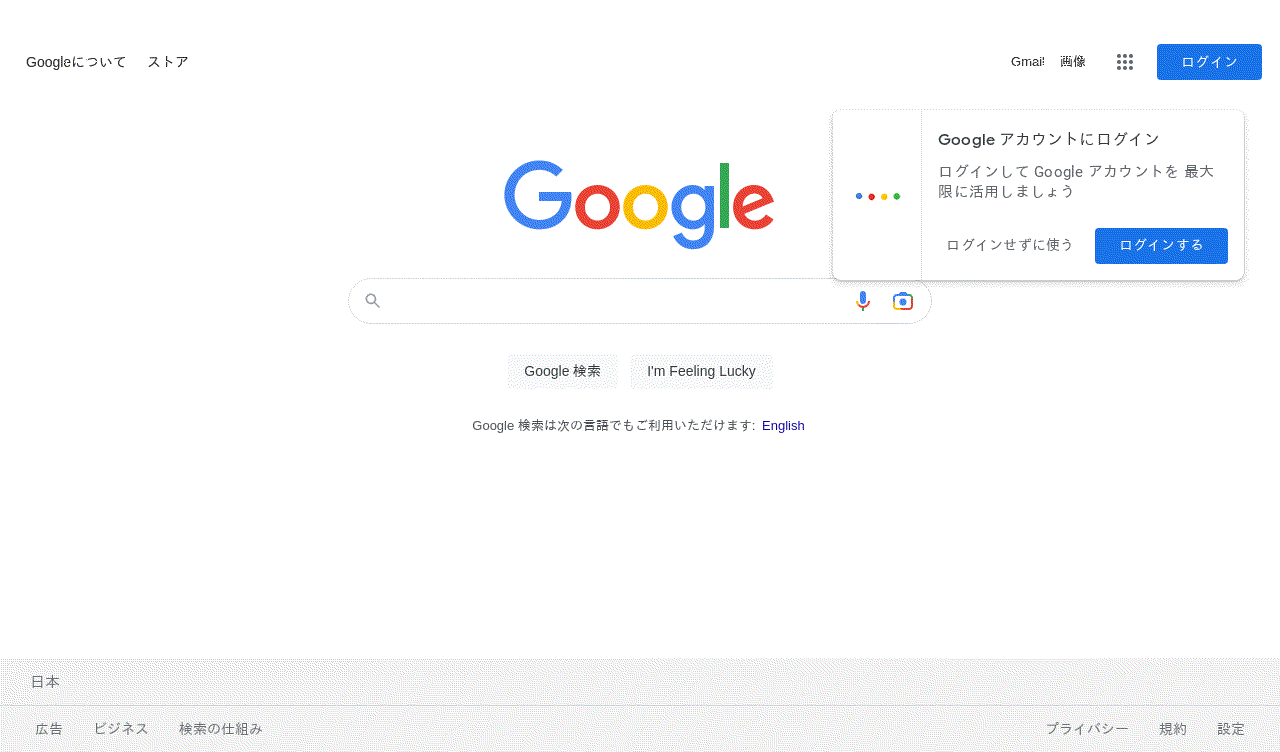 Googleについて ストア
Gmail 画像 ログイン
Google アカウントにログイン
ログインして Google アカウントを 最大
限に活用しましょう
ログインせずに使う ログインする
Google
Google 検索 I'm Feeling Lucky
Google 検索は次の言語でもご利用いただけます: English
日本
広告 ビジネス 検索の仕組み
プライバシー 規約 設定